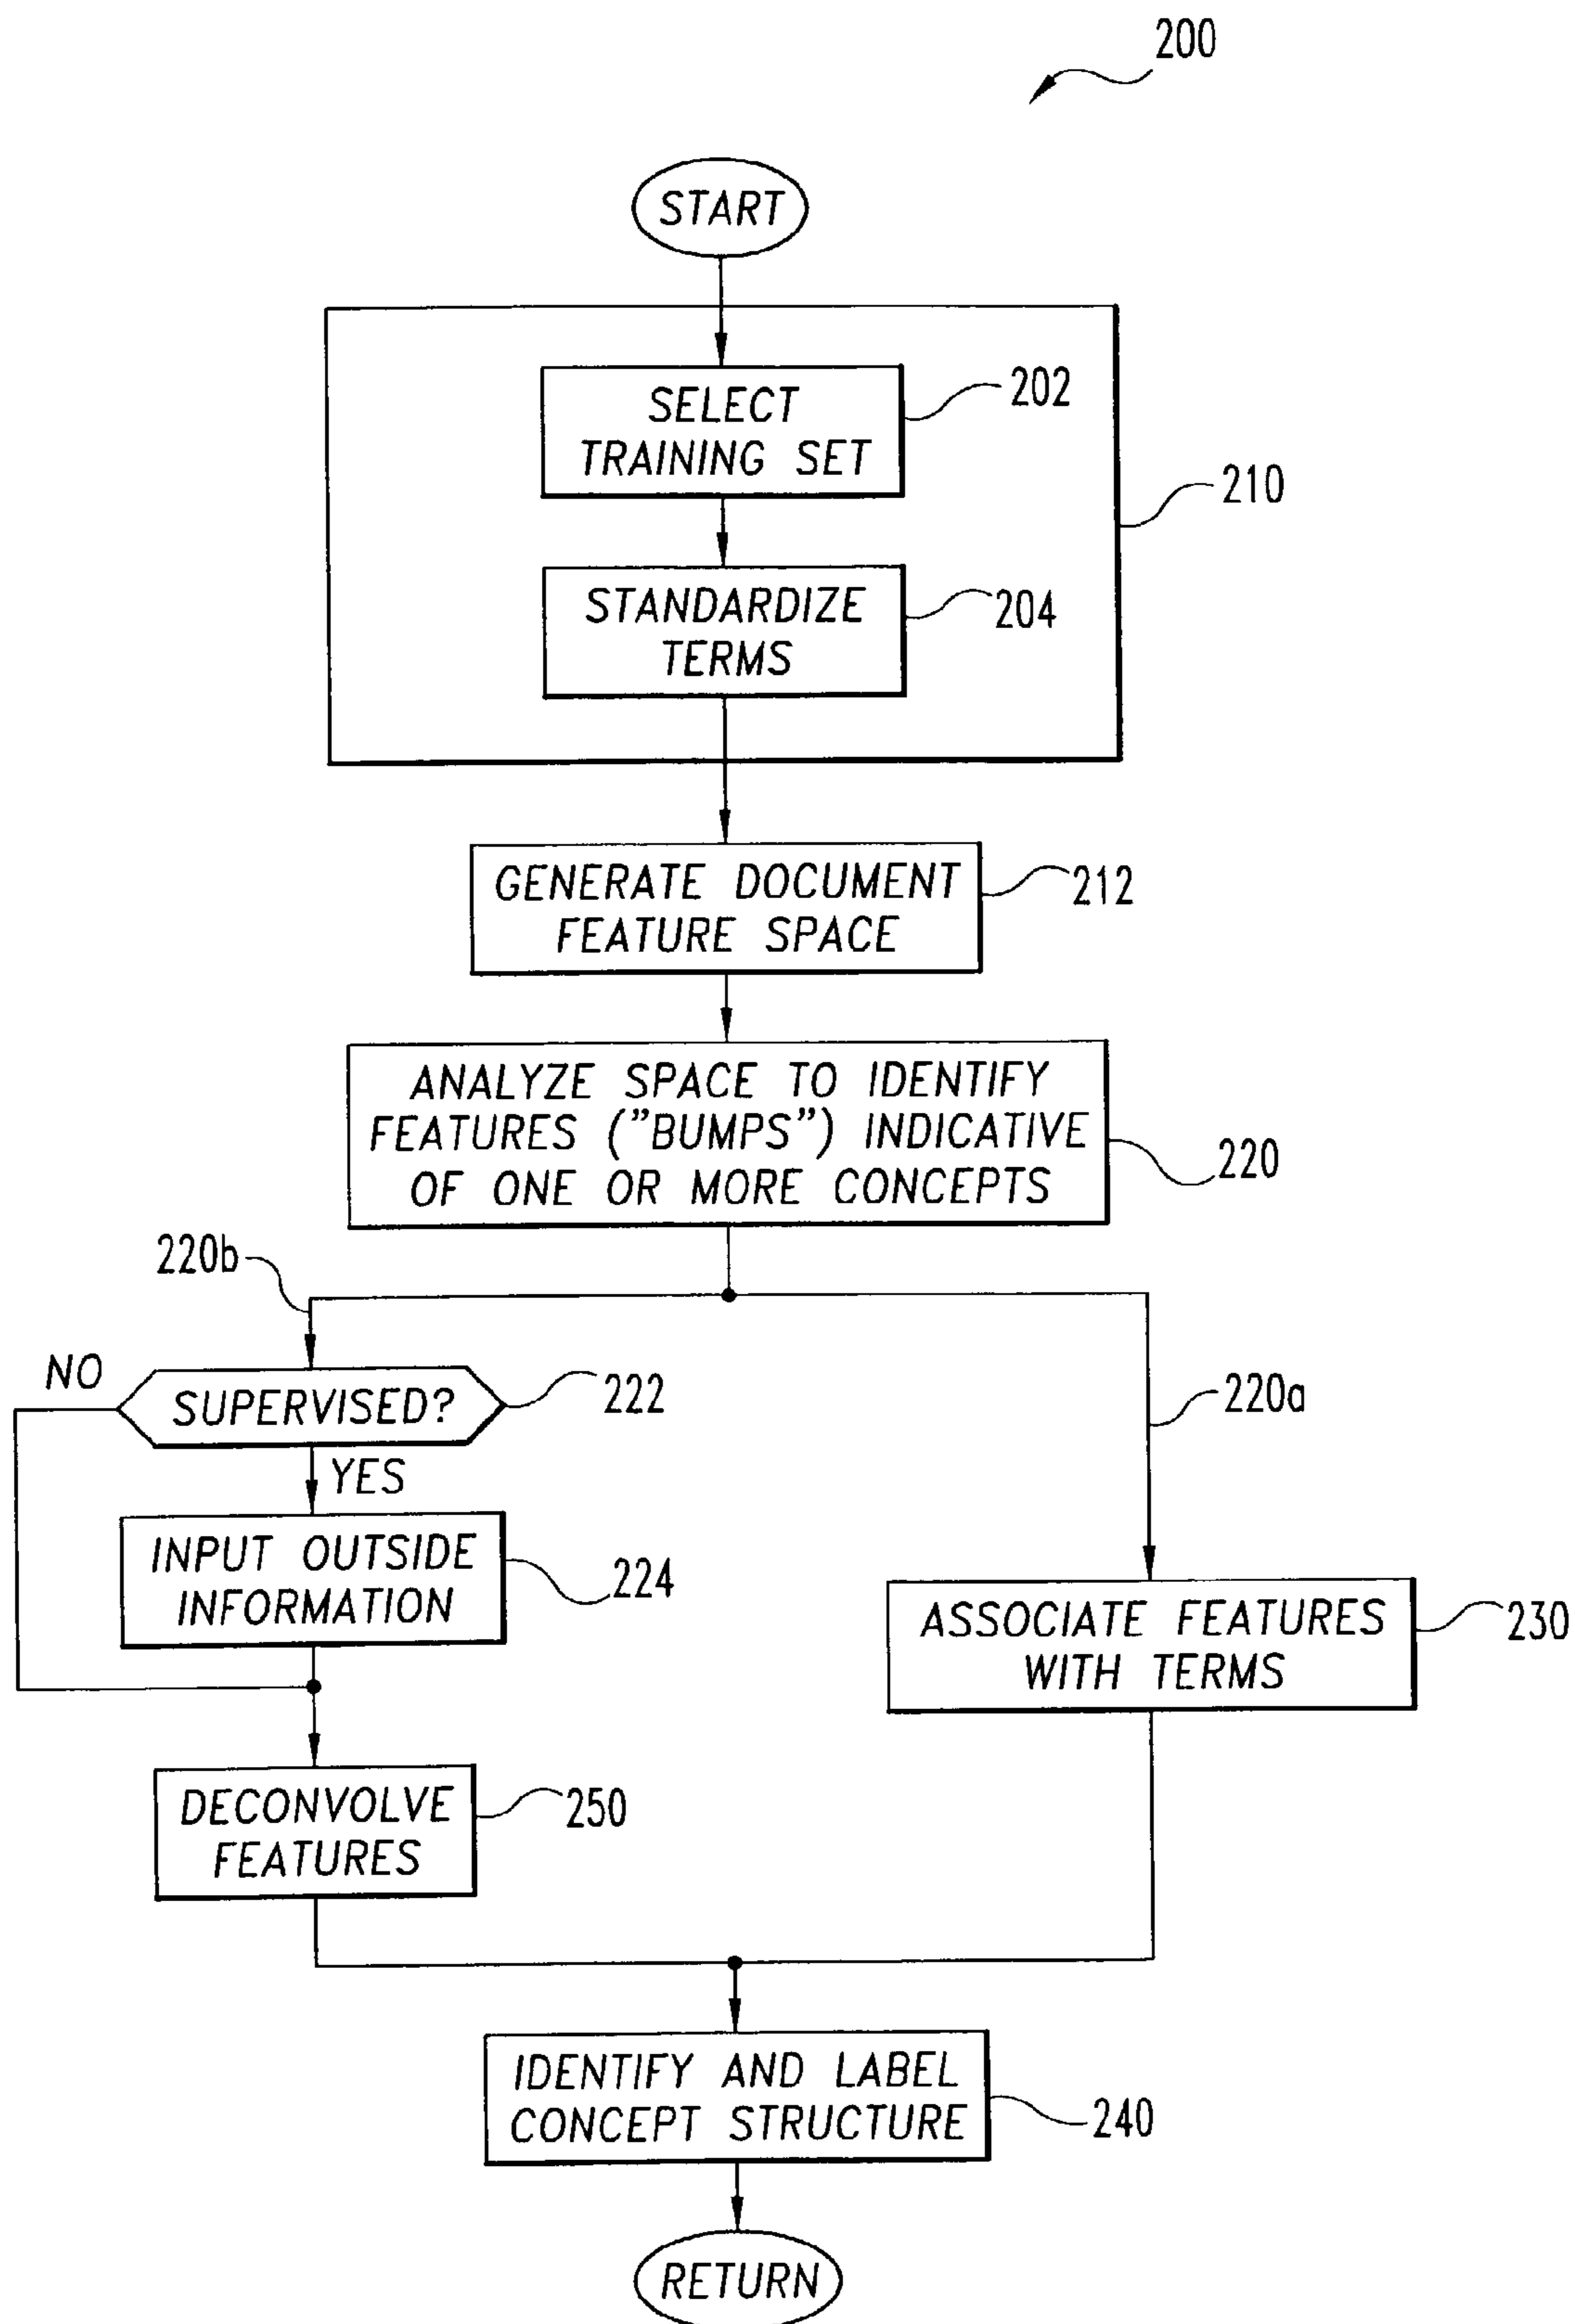 200
START
SELECT
TRAINING SET
202
210
STANDARDIZE
TERMS
204
GENERATE DOCUMENT
FEATURE SPACE
212
ANALYZE SPACE TO IDENTIFY
FEATURES ("BUMPS") INDICATIVE
OF ONE OR MORE CONCEPTS
220
220b
NO
SUPERVISED?
222
220a
YES
INPUT OUTSIDE
INFORMATION
224
ASSOCIATE FEATURES
WITH TERMS
230
DECONVOLVE
FEATURES
250
IDENTIFY AND LABEL
CONCEPT STRUCTURE
240
RETURN